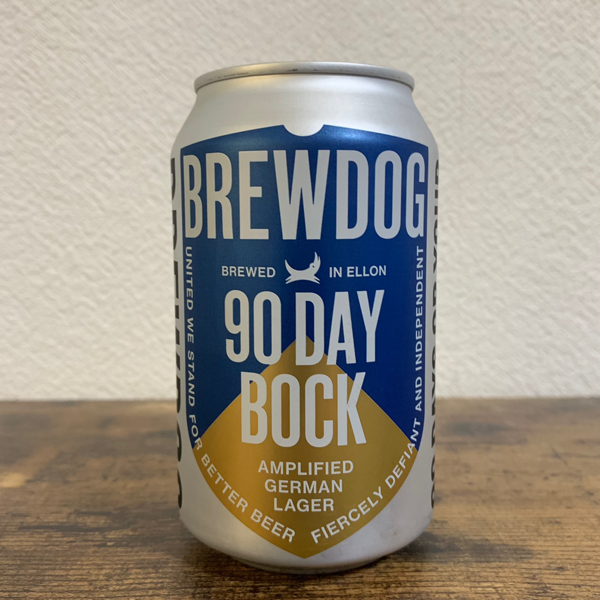 BREWDOG
BREWED IN ELLON
90 DAY
BOCK
AMPLIFIED
GERMAN
LAGER
UNITED WE STAND FOR BETTER BEER
FIERCELY DEFIANT AND INDEPENDENT